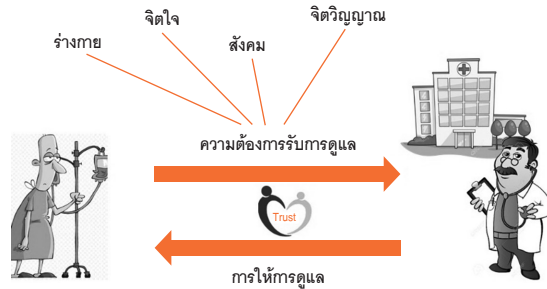 จิตใจ
จิตวิญญาณ
ร่างกาย
สังคม
ความต้องการรับการดูแล
Trust
การให้การดูแล